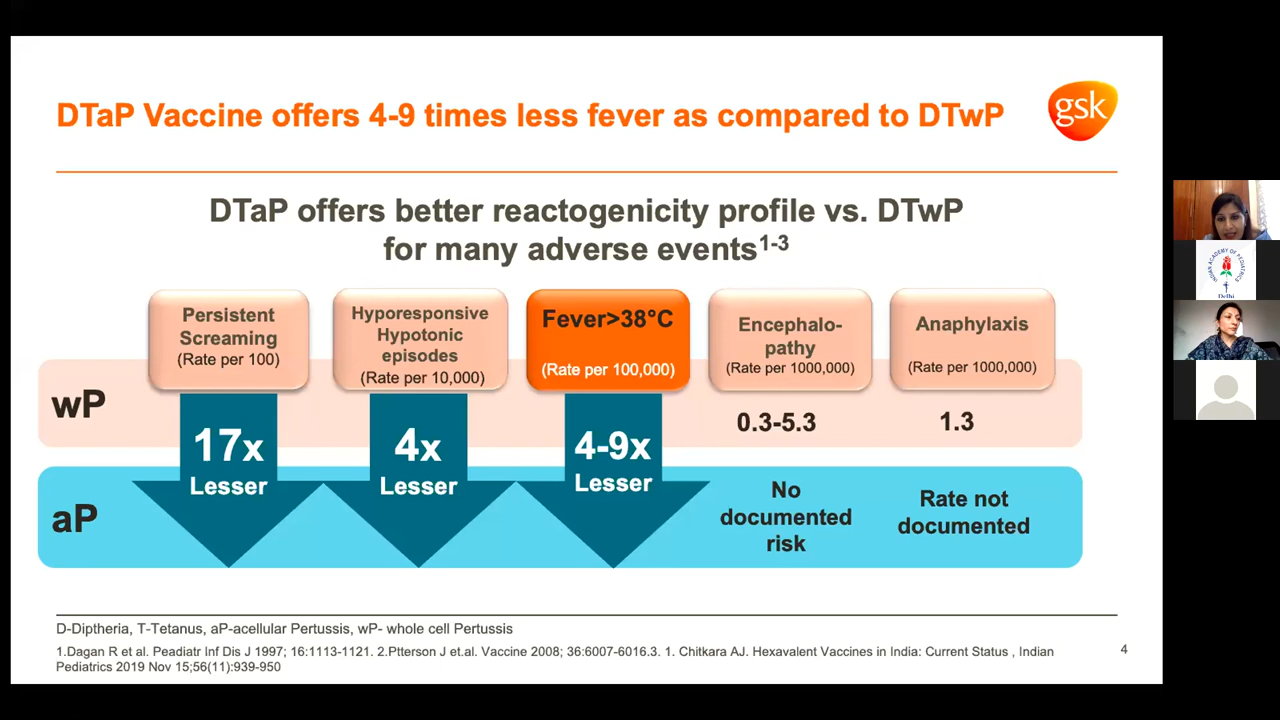 DTaP Vaccine offers 4-9 times less fever as compared to DTwP
gsk
DTaP offers better reactogenicity profile vs. DTwP
for many adverse events1-3
Persistent
Screaming
(Rate per 100)
Hyporesponsive
Hypotonic
episodes
(Rate per 10,000)
Fever>38°C
(Rate per 100,000)
Encephalo-
pathy
(Rate per 1000,000)
Anaphylaxis
(Rate per 1000,000)
wP
17x
Lesser
4x
Lesser
4-9x
Lesser
0.3-5.3
1.3
aP
No
documented
risk
Rate not
documented
D-Diptheria, T-Tetanus, aP-acellular Pertussis, wP- whole cell Pertussis
1.Dagan R et al. Peadiatr Inf Dis J 1997; 16:1113-1121. 2.Ptterson J et.al. Vaccine 2008; 36:6007-6016.3. 1. Chitkara AJ. Hexavalent Vaccines in India: Current Status , Indian
Pediatrics 2019 Nov 15;56(11):939-950
4
INDIAN ACADEMY OF PEDIATRICS
Delhi